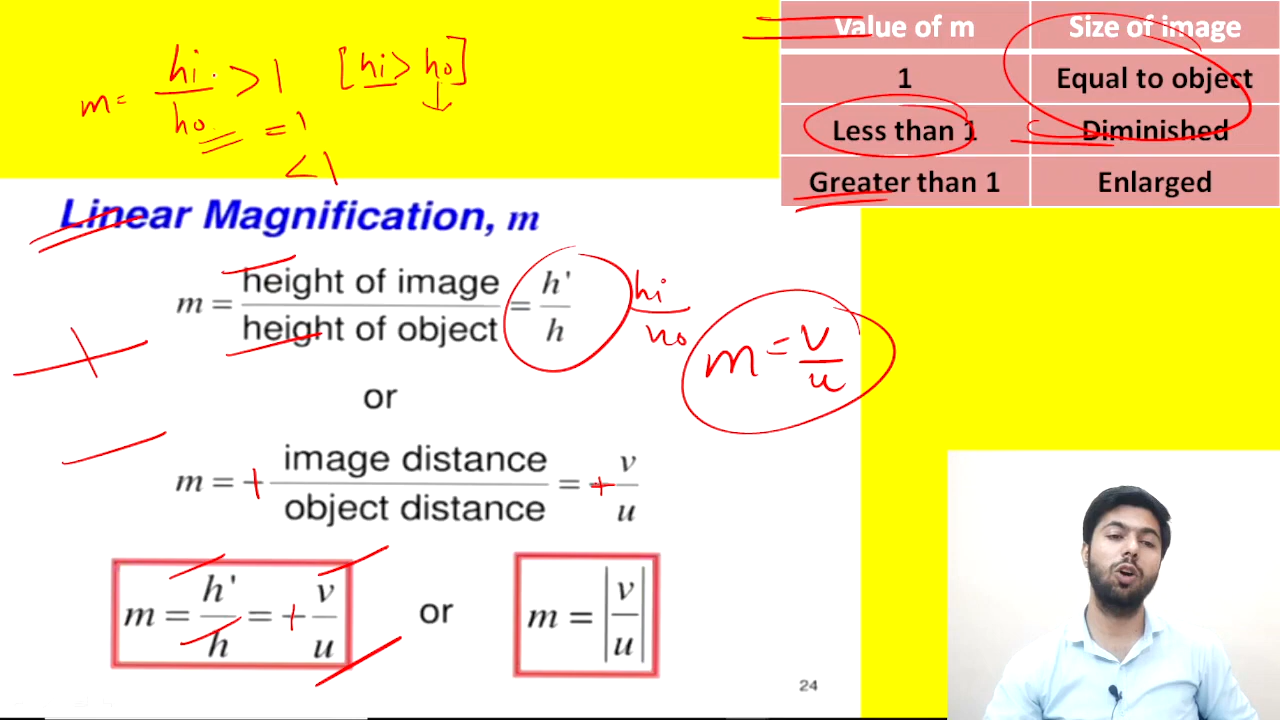 m = hi/ho > 1 [hi > ho]
= 1
< 1
Value of m Size of image
1 Equal to object
Less than 1 Diminished
Greater than 1 Enlarged
Linear Magnification, m
m = height of image / height of object = h' / h hi/ho
m = v/u
or
m = + image distance / object distance = + v / u
m = h' / h = + v / u or m = | v / u |
24